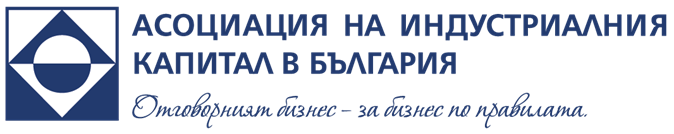 АСОЦИАЦИЯ НА ИНДУСТРИАЛНИЯ
КАПИТАЛ В БЪЛГАРИЯ
Отговорният бизнес – за бизнес по правилата.